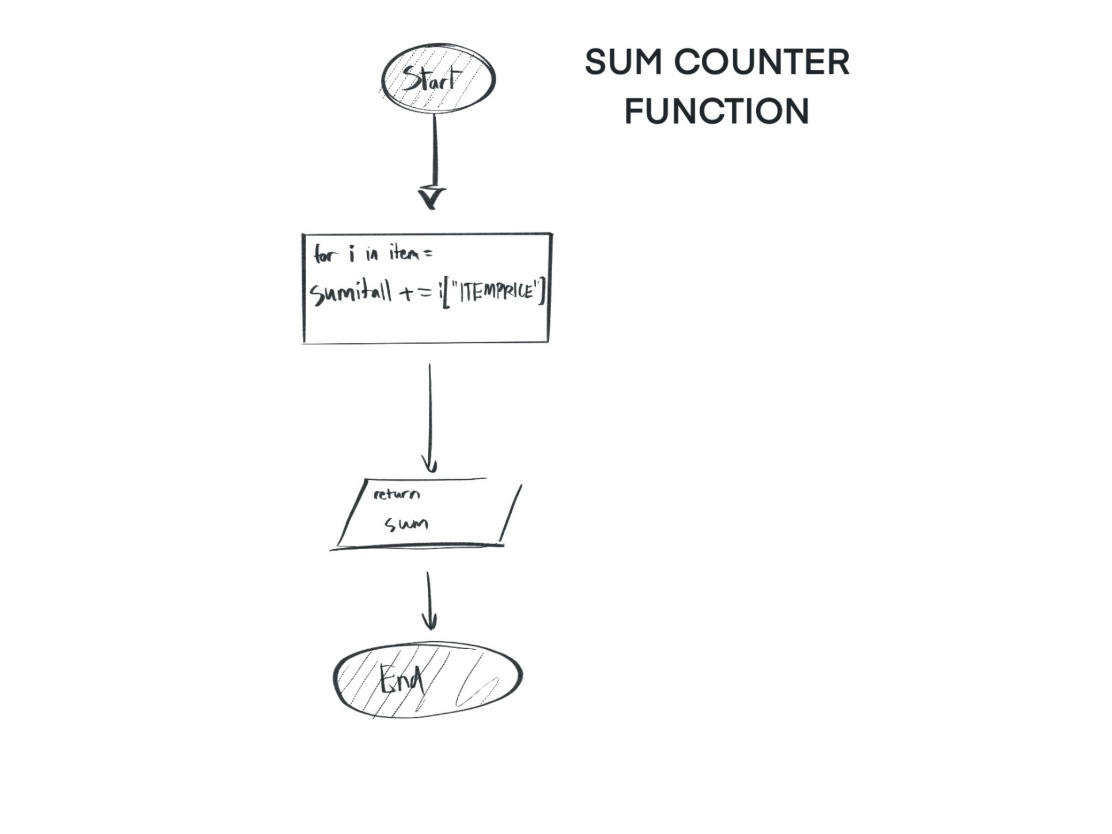 Start
SUM COUNTER
FUNCTION
for i in item =
sumitall += i["ITEMPRICE"]
return
sum
End